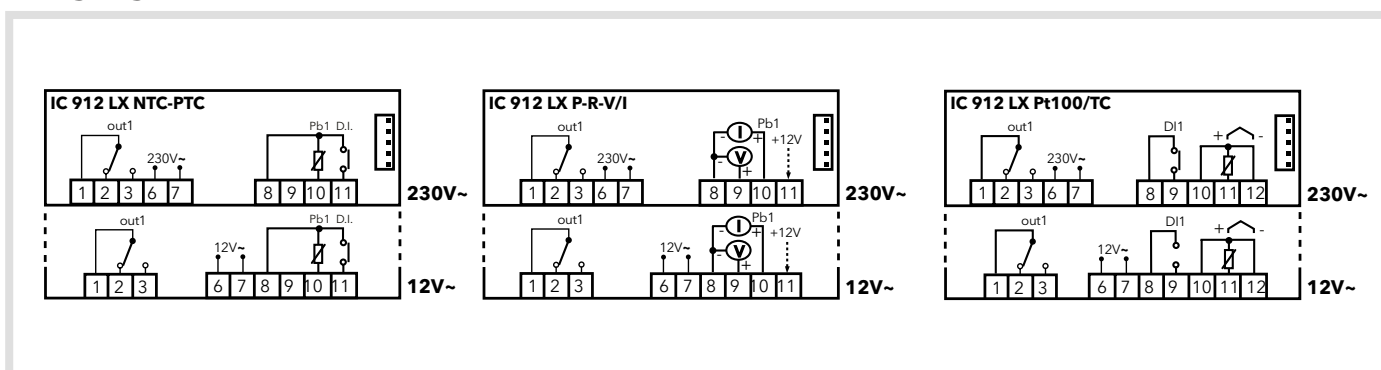 IC 912 LX NTC-PTC
out1
230V~
Pb1 D.I.
1 2 3 6 7
8 9 10 11
230V~
out1
12V~
Pb1 D.I.
1 2 3
6 7 8 9 10 11
12V~
IC 912 LX P-R-V/I
out1
230V~
Pb1
- I +
+12V
- V
+
1 2 3 6 7
8 9 10 11
230V~
out1
12V~
Pb1
- I +
+12V
- V
+
1 2 3
6 7 8 9 10 11
12V~
IC 912 LX Pt100/TC
out1
230V~
DI1
+ -
1 2 3 6 7
8 9 10 11 12
230V~
out1
12V~
DI1
+ -
1 2 3
6 7 8 9 10 11 12
12V~